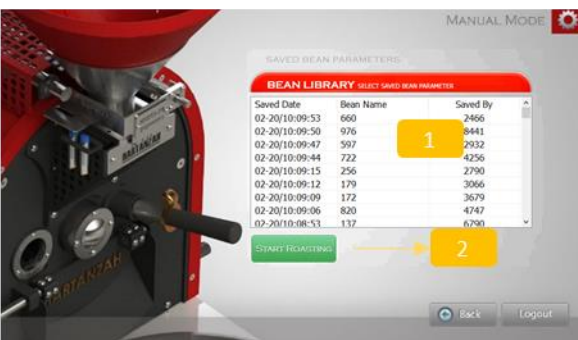 MANUAL MODE
SAVED BEAN PARAMETERS
BEAN LIBRARY SELECT SAVED BEAN PARAMETER
Saved Date Bean Name Saved By
02-20/10:09:53 660 2466
02-20/10:09:50 976 8441
02-20/10:09:47 597 2932
02-20/10:09:44 722 4256
02-20/10:09:15 256 2790
02-20/10:09:12 179 3066
02-20/10:09:09 172 3679
02-20/10:09:06 820 4747
02-20/10:08:53 137 6790
1
START ROASTING
2
Back
Logout
MARTANZAH
MARTANZAH